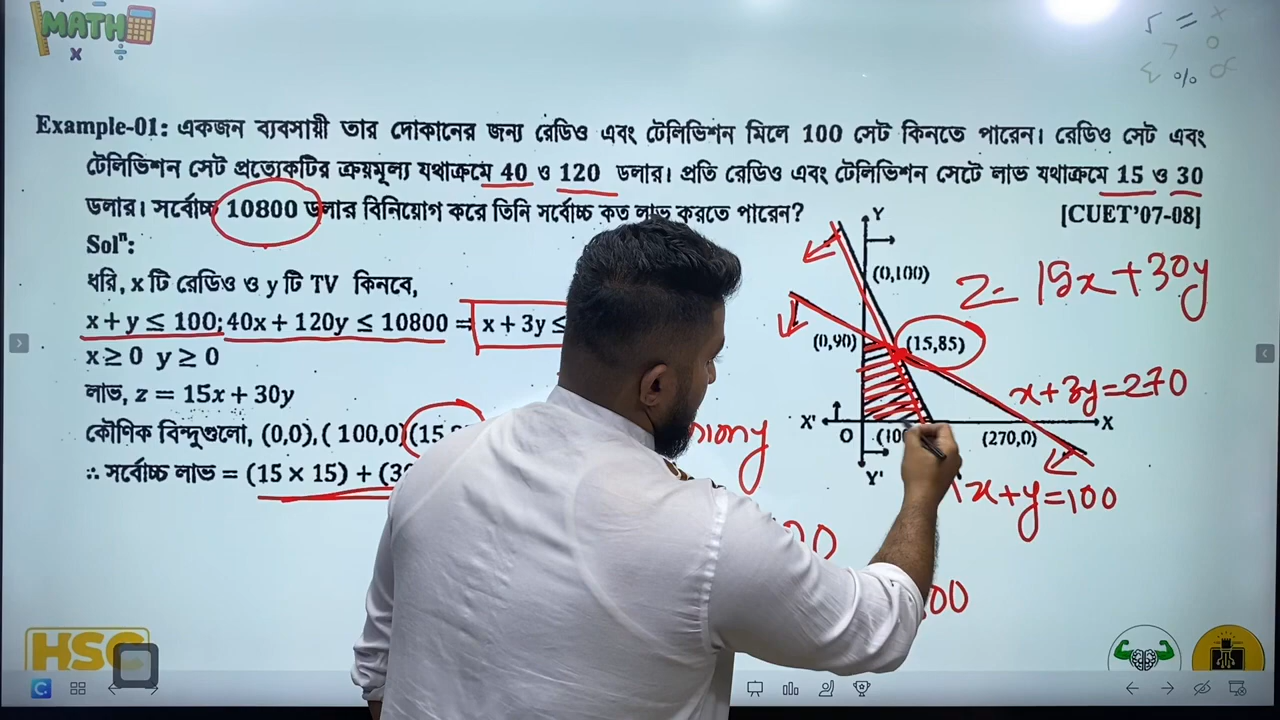 MATH
Example-01: একজন ব্যবসায়ী তার দোকানের জন্য রেডিও এবং টেলিভিশন মিলে 100 সেট কিনতে পারেন। রেডিও সেট এবং
টেলিভিশন সেট প্রত্যেকটির ক্রয়মূল্য যথাক্রমে 40 ও 120 ডলার। প্রতি রেডিও এবং টেলিভিশন সেটে লাভ যথাক্রমে 15 ও 30
ডলার। সর্বোচ্চ 10800 ডলার বিনিয়োগ করে তিনি সর্বোচ্চ কত লাভ করতে পারেন? [CUET'07-08]
Solⁿ:
ধরি, x টি রেডিও ও y টি TV কিনবে,
x + y ≤ 100; 40x + 120y ≤ 10800 ⇒ x + 3y ≤
x ≥ 0 y ≥ 0
লাভ, z = 15x + 30y
কৌণিক বিন্দুগুলো, (0,0), ( 100,0) (15,
∴ সর্বোচ্চ লাভ = (15 × 15) + (3
Y
(0,100)
Z = 15x+30y
(0,90)
(15,85)
x+3y=270
X'
O
(100
(270,0)
X
Y'
x+y=100
HSC